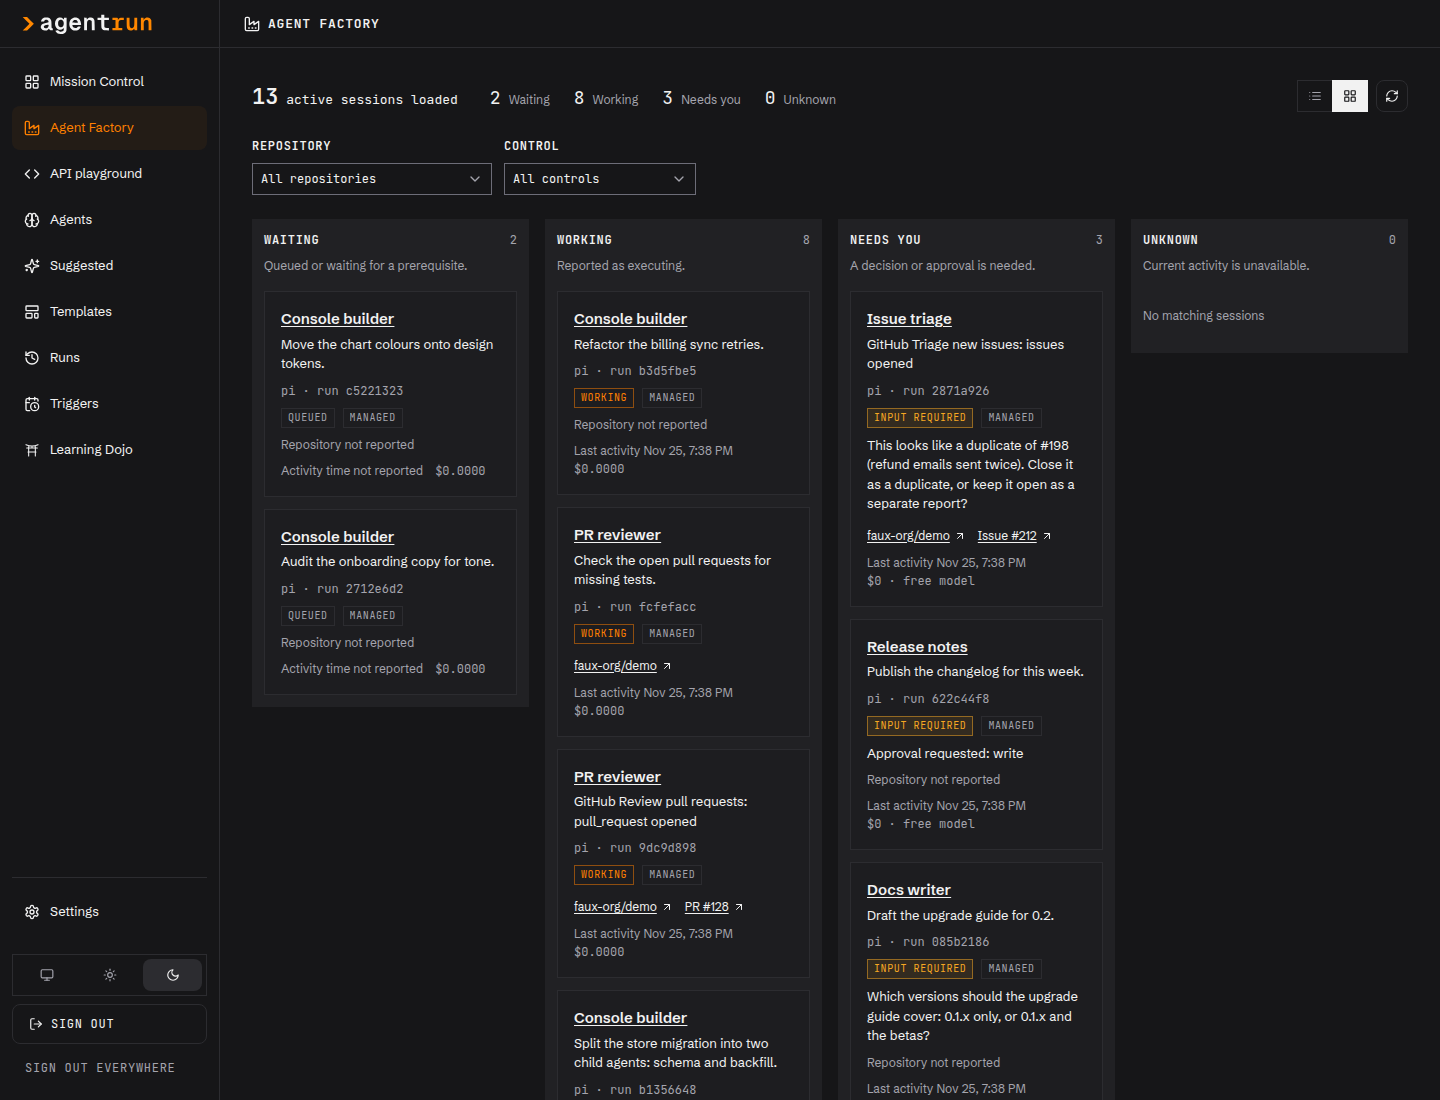 agentrun
Mission Control
Agent Factory
API playground
Agents
Suggested
Templates
Runs
Triggers
Learning Dojo
Settings
SIGN OUT
SIGN OUT EVERYWHERE
AGENT FACTORY
13 active sessions loaded 2 Waiting 8 Working 3 Needs you 0 Unknown
REPOSITORY
All repositories
CONTROL
All controls
WAITING 2
Queued or waiting for a prerequisite.
Console builder
Move the chart colours onto design
tokens.
pi · run c5221323
QUEUED MANAGED
Repository not reported
Activity time not reported $0.0000
Console builder
Audit the onboarding copy for tone.
pi · run 2712e6d2
QUEUED MANAGED
Repository not reported
Activity time not reported $0.0000
WORKING 8
Reported as executing.
Console builder
Refactor the billing sync retries.
pi · run b3d5fbe5
WORKING MANAGED
Repository not reported
Last activity Nov 25, 7:38 PM
$0.0000
PR reviewer
Check the open pull requests for
missing tests.
pi · run fcfefacc
WORKING MANAGED
faux-org/demo
Last activity Nov 25, 7:38 PM
$0.0000
PR reviewer
GitHub Review pull requests:
pull_request opened
pi · run 9dc9d898
WORKING MANAGED
faux-org/demo PR #128
Last activity Nov 25, 7:38 PM
$0.0000
Console builder
Split the store migration into two
child agents: schema and backfill.
pi · run b1356648
NEEDS YOU 3
A decision or approval is needed.
Issue triage
GitHub Triage new issues: issues
opened
pi · run 2871a926
INPUT REQUIRED MANAGED
This looks like a duplicate of #198
(refund emails sent twice). Close it
as a duplicate, or keep it open as a
separate report?
faux-org/demo Issue #212
Last activity Nov 25, 7:38 PM
$0 · free model
Release notes
Publish the changelog for this week.
pi · run 622c44f8
INPUT REQUIRED MANAGED
Approval requested: write
Repository not reported
Last activity Nov 25, 7:38 PM
$0 · free model
Docs writer
Draft the upgrade guide for 0.2.
pi · run 085b2186
INPUT REQUIRED MANAGED
Which versions should the upgrade
guide cover: 0.1.x only, or 0.1.x and
the betas?
Repository not reported
Last activity Nov 25, 7:38 PM
UNKNOWN 0
Current activity is unavailable.
No matching sessions